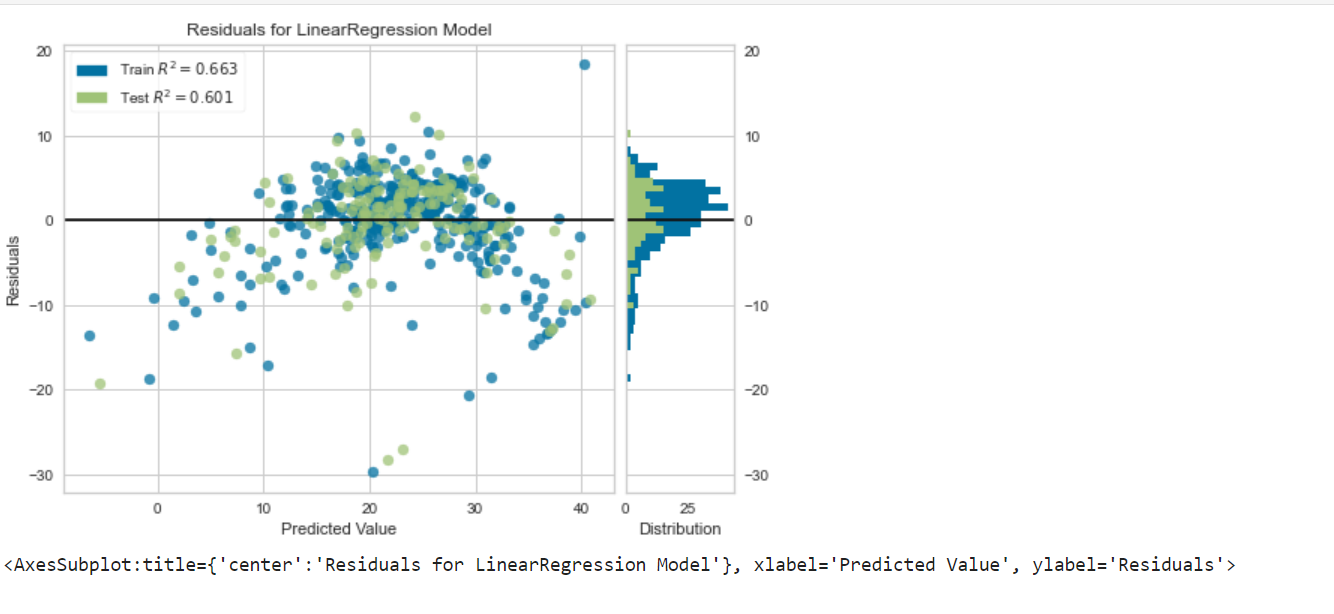 Residuals for LinearRegression Model
Train R² = 0.663
Test R² = 0.601
20
10
0
−10
−20
−30
Residuals
0
10
20
30
40
Predicted Value
20
10
0
−10
−20
−30
0
25
Distribution
<AxesSubplot:title={'center':'Residuals for LinearRegression Model'}, xlabel='Predicted Value', ylabel='Residuals'>